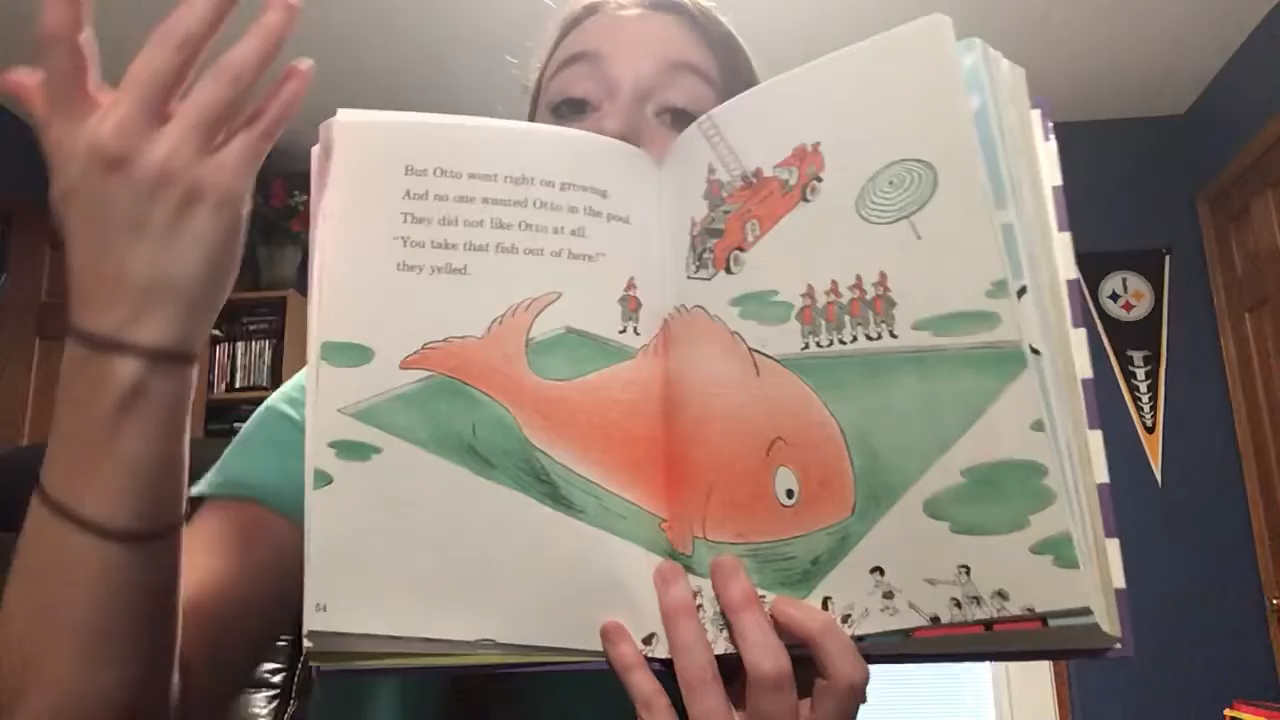 But Otto went right on growing.
And no one wanted Otto in the pool.
They did not like Otto at all.
"You take that fish out of here!"
they yelled.
64